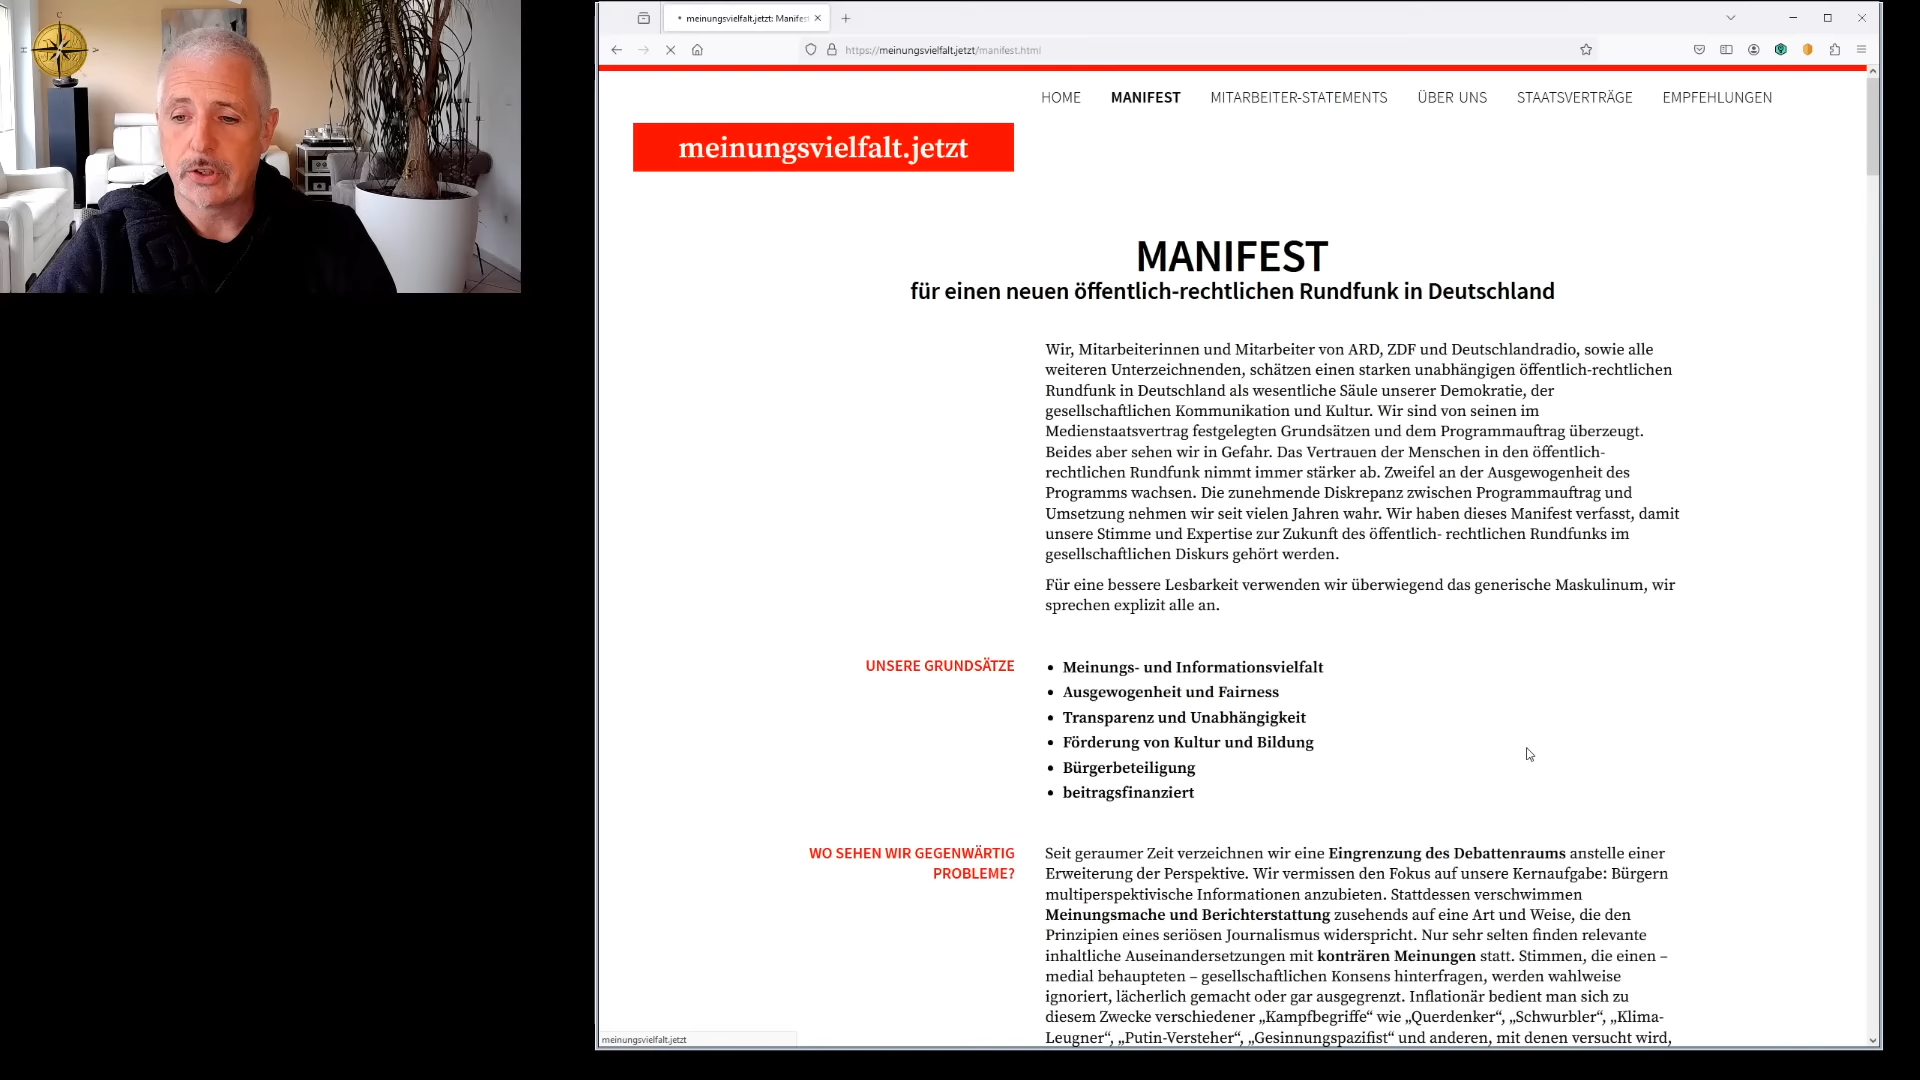 C
H
A
meinungsvielfalt.jetzt: Manifest
https://meinungsvielfalt.jetzt/manifest.html
HOME MANIFEST MITARBEITER-STATEMENTS ÜBER UNS STAATSVERTRÄGE EMPFEHLUNGEN
meinungsvielfalt.jetzt
MANIFEST
für einen neuen öffentlich-rechtlichen Rundfunk in Deutschland
Wir, Mitarbeiterinnen und Mitarbeiter von ARD, ZDF und Deutschlandradio, sowie alle
weiteren Unterzeichnenden, schätzen einen starken unabhängigen öffentlich-rechtlichen
Rundfunk in Deutschland als wesentliche Säule unserer Demokratie, der
gesellschaftlichen Kommunikation und Kultur. Wir sind von seinen im
Medienstaatsvertrag festgelegten Grundsätzen und dem Programmauftrag überzeugt.
Beides aber sehen wir in Gefahr. Das Vertrauen der Menschen in den öffentlich-
rechtlichen Rundfunk nimmt immer stärker ab. Zweifel an der Ausgewogenheit des
Programms wachsen. Die zunehmende Diskrepanz zwischen Programmauftrag und
Umsetzung nehmen wir seit vielen Jahren wahr. Wir haben dieses Manifest verfasst, damit
unsere Stimme und Expertise zur Zukunft des öffentlich- rechtlichen Rundfunks im
gesellschaftlichen Diskurs gehört werden.
Für eine bessere Lesbarkeit verwenden wir überwiegend das generische Maskulinum, wir
sprechen explizit alle an.
UNSERE GRUNDSÄTZE
• Meinungs- und Informationsvielfalt
• Ausgewogenheit und Fairness
• Transparenz und Unabhängigkeit
• Förderung von Kultur und Bildung
• Bürgerbeteiligung
• beitragsfinanziert
WO SEHEN WIR GEGENWÄRTIG
PROBLEME?
Seit geraumer Zeit verzeichnen wir eine Eingrenzung des Debattenraums anstelle einer
Erweiterung der Perspektive. Wir vermissen den Fokus auf unsere Kernaufgabe: Bürgern
multiperspektivische Informationen anzubieten. Stattdessen verschwimmen
Meinungsmache und Berichterstattung zusehends auf eine Art und Weise, die den
Prinzipien eines seriösen Journalismus widerspricht. Nur sehr selten finden relevante
inhaltliche Auseinandersetzungen mit konträren Meinungen statt. Stimmen, die einen –
medial behaupteten – gesellschaftlichen Konsens hinterfragen, werden wahlweise
ignoriert, lächerlich gemacht oder gar ausgegrenzt. Inflationär bedient man sich zu
diesem Zwecke verschiedener „Kampfbegriffe“ wie „Querdenker“, „Schwurbler“, „Klima-
Leugner“, „Putin-Versteher“, „Gesinnungspazifist“ und anderen, mit denen versucht wird,
meinungsvielfalt.jetzt